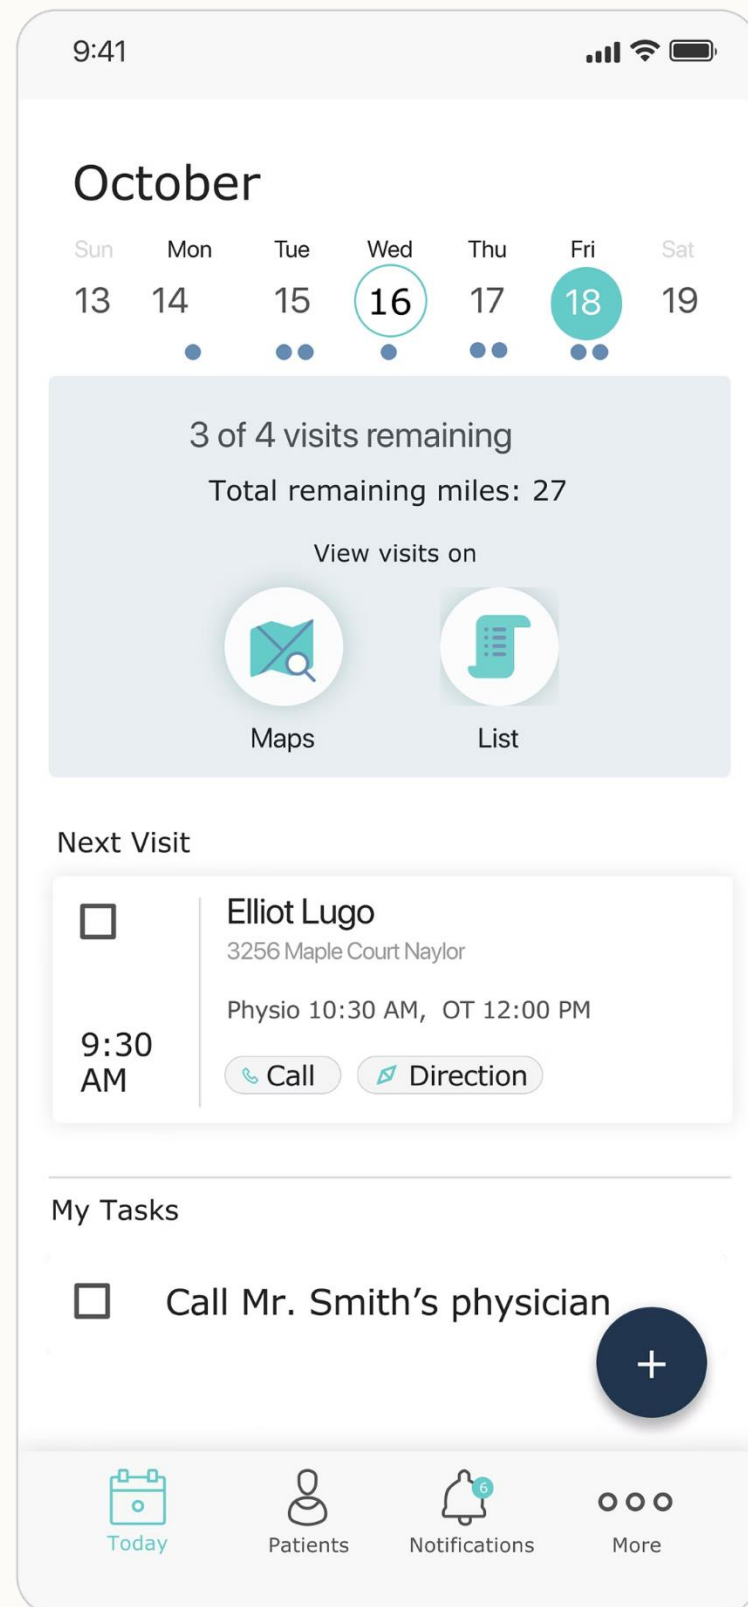 9:41
October
Sun Mon Tue Wed Thu Fri Sat
13 14 15 16 17 18 19
3 of 4 visits remaining
Total remaining miles: 27
View visits on
Maps List
Next Visit
Elliot Lugo
3256 Maple Court Naylor
Physio 10:30 AM, OT 12:00 PM
9:30
AM
Call Direction
My Tasks
Call Mr. Smith’s physician
+
6
Today Patients Notifications More